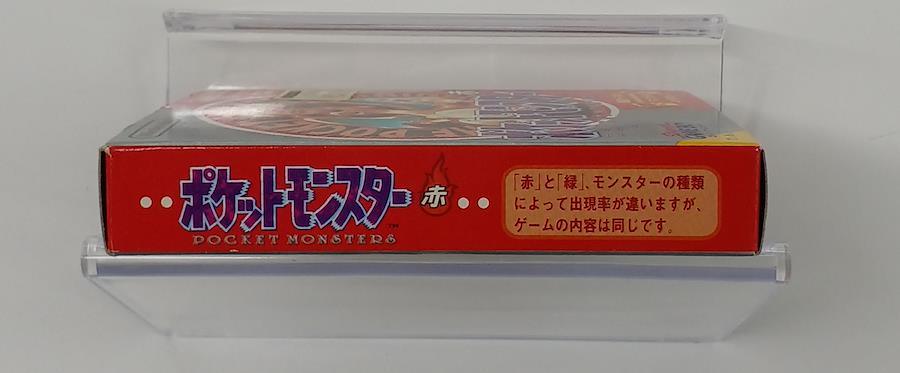 ポケットモンスター 赤
TM
POCKET MONSTERS
「赤」と「緑」、モンスターの種類
によって出現率が違いますが、
ゲームの内容は同じです。